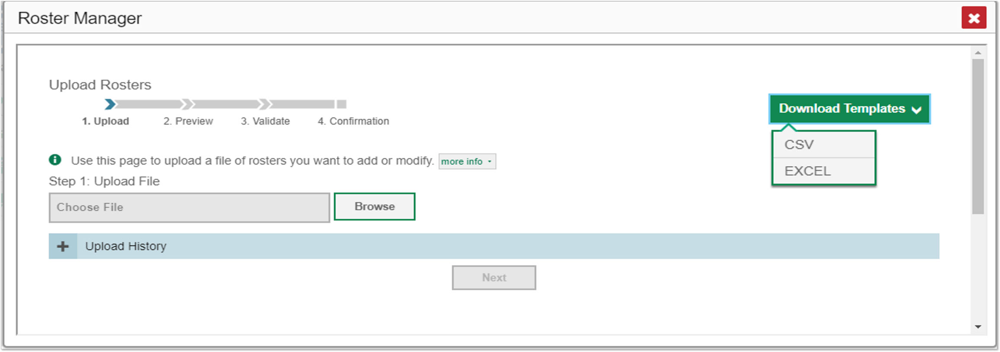 Roster Manager
Upload Rosters
1. Upload 2. Preview 3. Validate 4. Confirmation
Download Templates
CSV
EXCEL
Use this page to upload a file of rosters you want to add or modify. more info
Step 1: Upload File
Choose File Browse
Upload History
Next